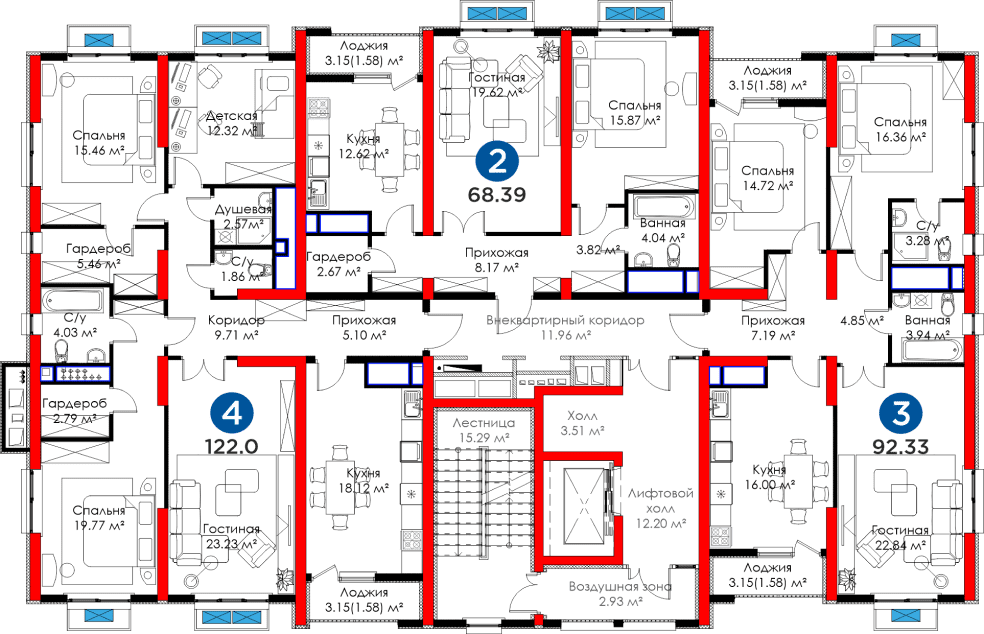 Лоджия
3.15(1.58) м²
Гостиная
19.62 м²
Спальня
15.87 м²
Лоджия
3.15(1.58) м²
Спальня
15.46 м²
Детская
12.32 м²
Кухня
12.62 м²
2
68.39
Спальня
14.72 м²
Спальня
16.36 м²
Душевая
2.57м²
С/у
1.86 м²
Гардероб
5.46 м²
Гардероб
2.67 м²
Прихожая
8.17 м²
3.82 м²
Ванная
4.04 м²
С/у
3.28 м²
С/у
4.03 м²
Коридор
9.71 м²
Прихожая
5.10 м²
Внеквартирный коридор
11.96 м²
Прихожая
7.19 м²
4.85м²
Ванная
3.94 м²
Гардероб
2.79 м²
4
122.0
Лестница
15.29 м²
Холл
3.51 м²
3
92.33
Кухня
18.12 м²
Кухня
16.00 м²
Лифтовой
холл
12.20 м²
Спальня
19.77 м²
Гостиная
23.23 м²
Гостиная
22.84 м²
Лоджия
3.15(1.58) м²
Воздушная зона
2.93 м²
Лоджия
3.15(1.58) м²